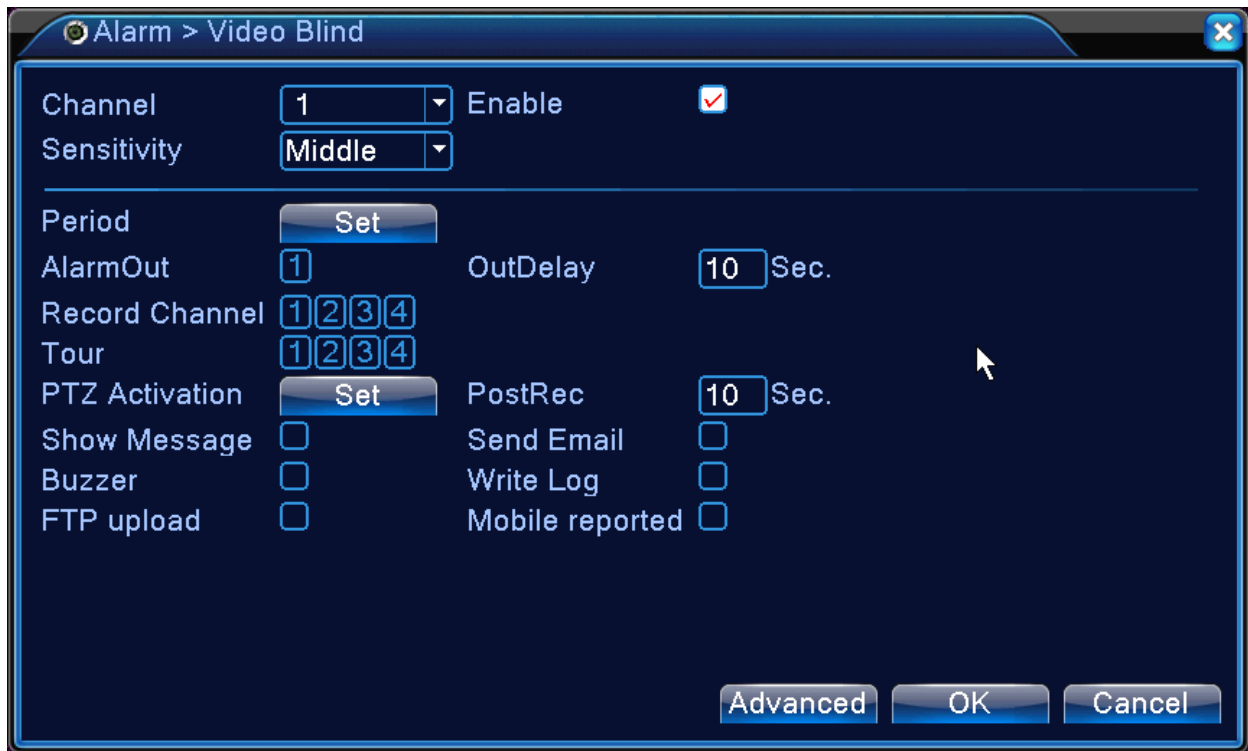 Alarm > Video Blind
Channel 1 Enable
Sensitivity Middle
Period Set
AlarmOut 1 OutDelay 10 Sec.
Record Channel 1 2 3 4
Tour 1 2 3 4
PTZ Activation Set PostRec 10 Sec.
Show Message Send Email
Buzzer Write Log
FTP upload Mobile reported
Advanced OK Cancel